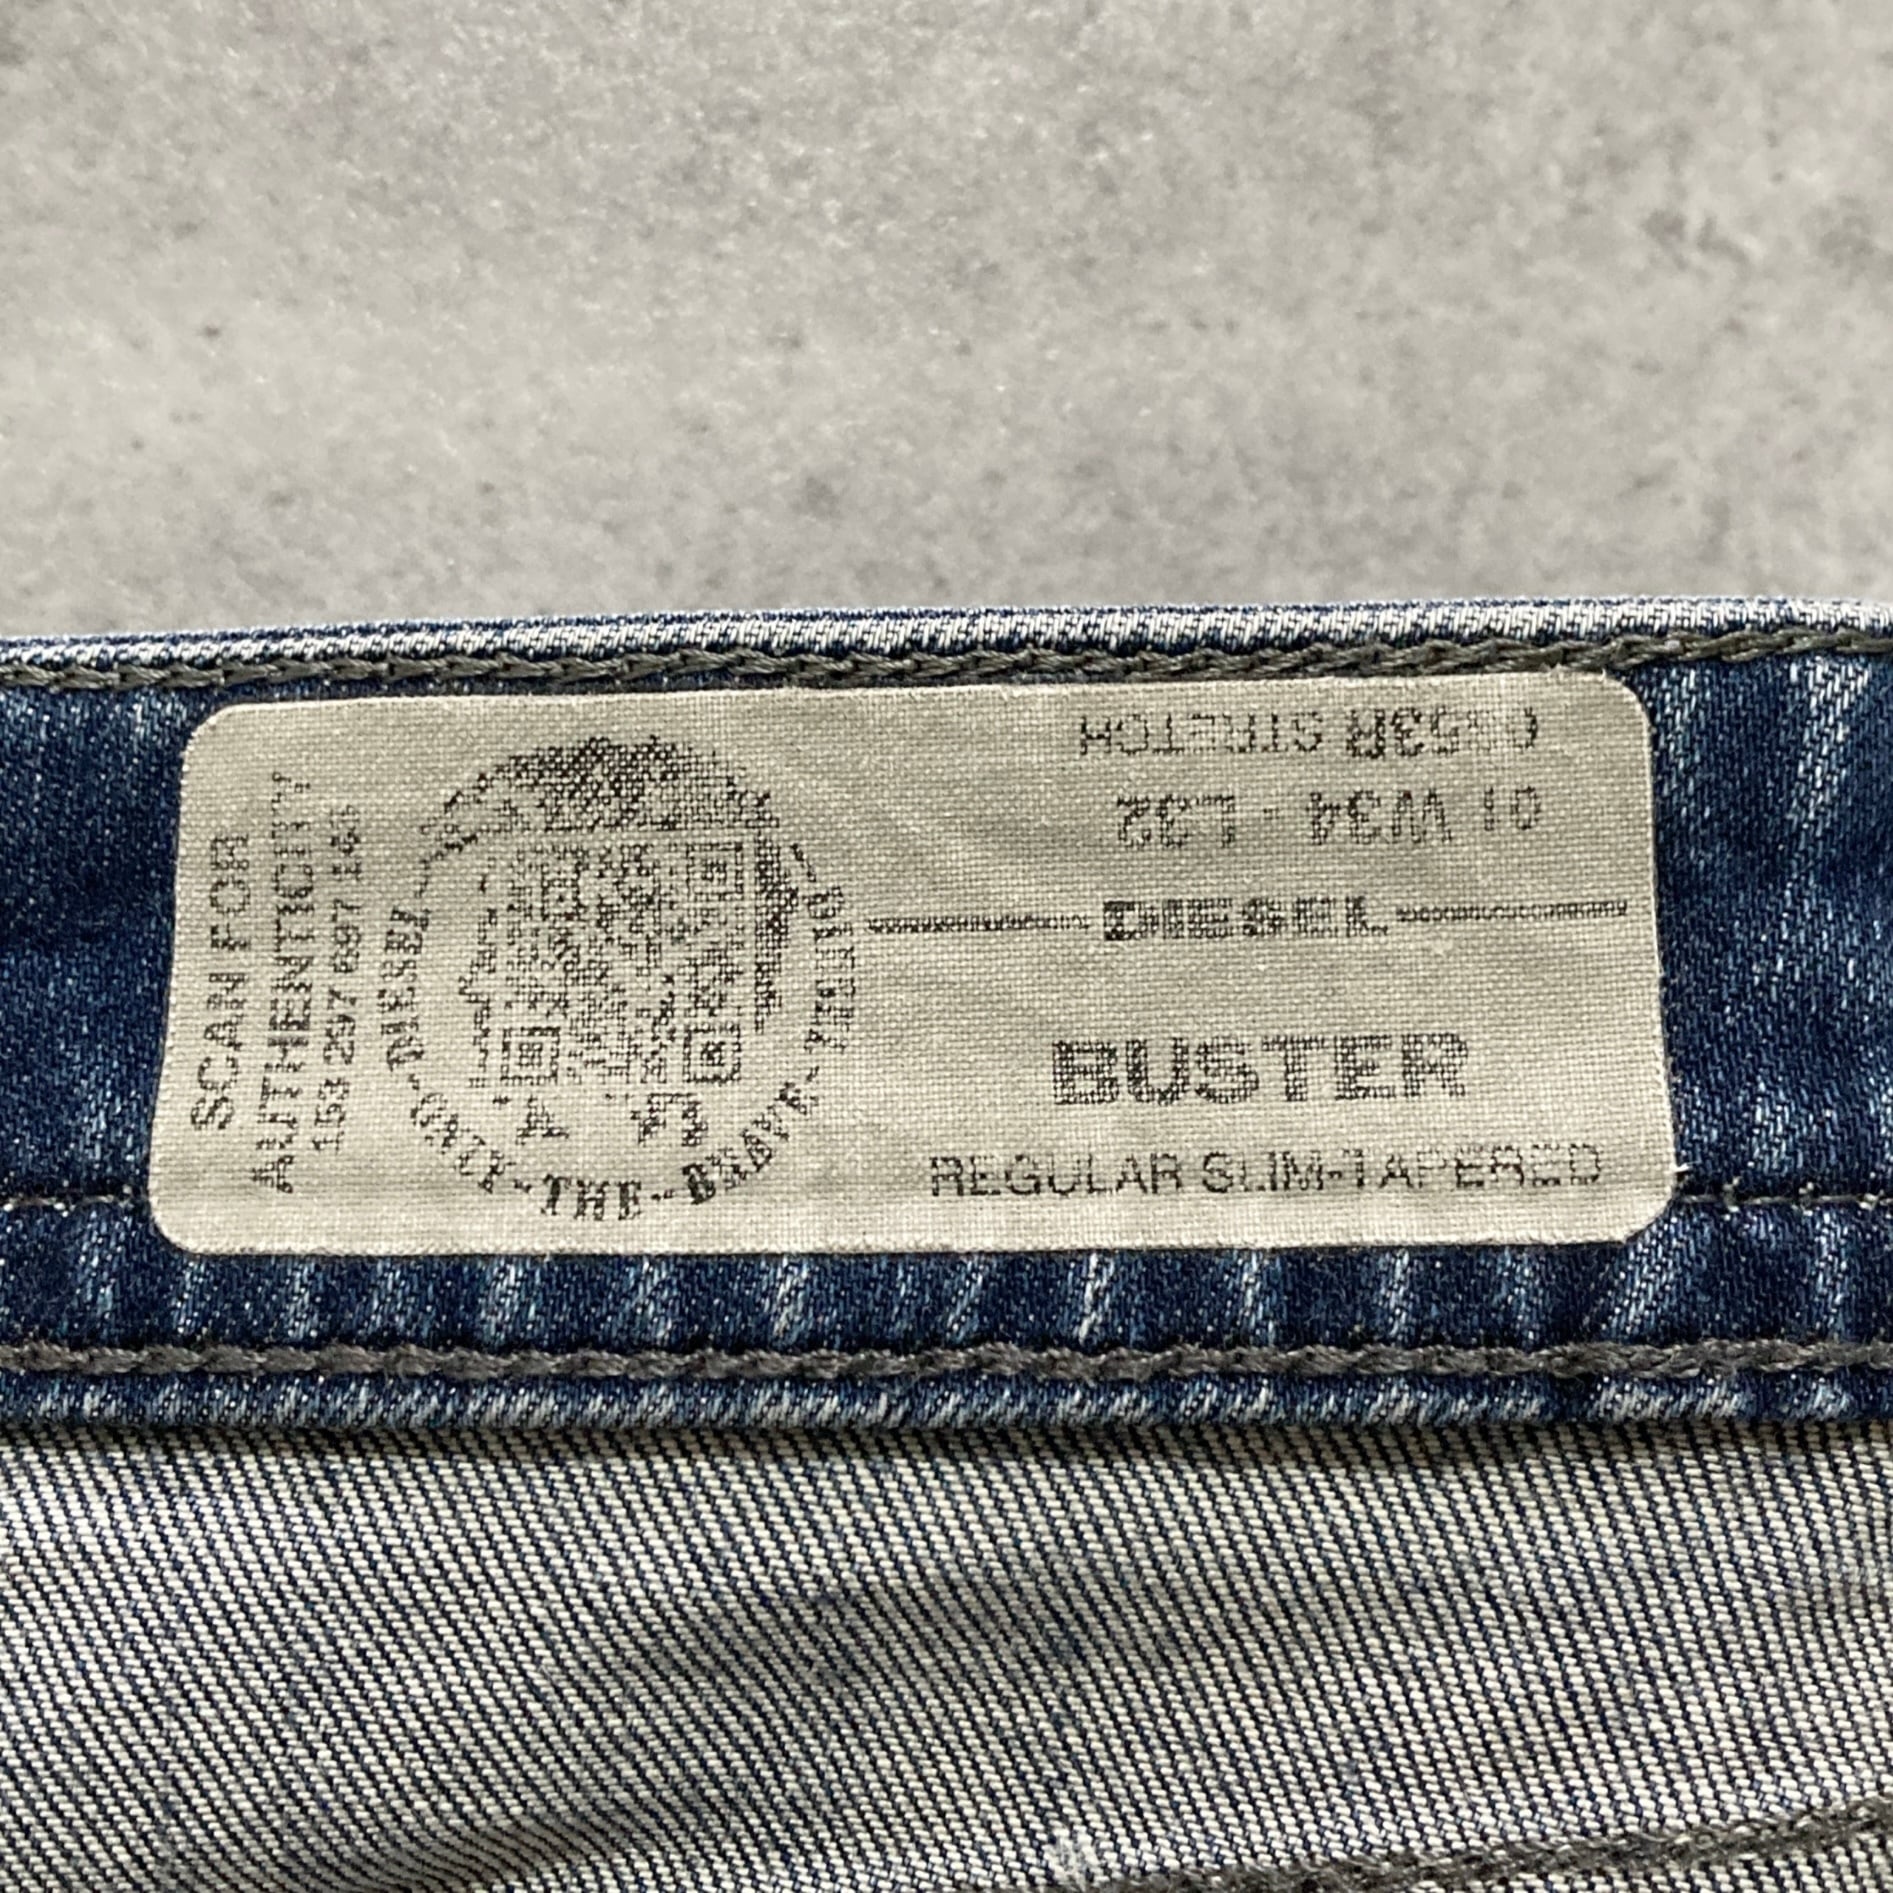 SCAN FOR
AUTHENTICITY
153 297 697 148
DIESEL~ONLY~THE~BRAVE~
0853R STRETCH
01 W34 - L32
DIESEL
BUSTER
REGULAR SLIM-TAPERED